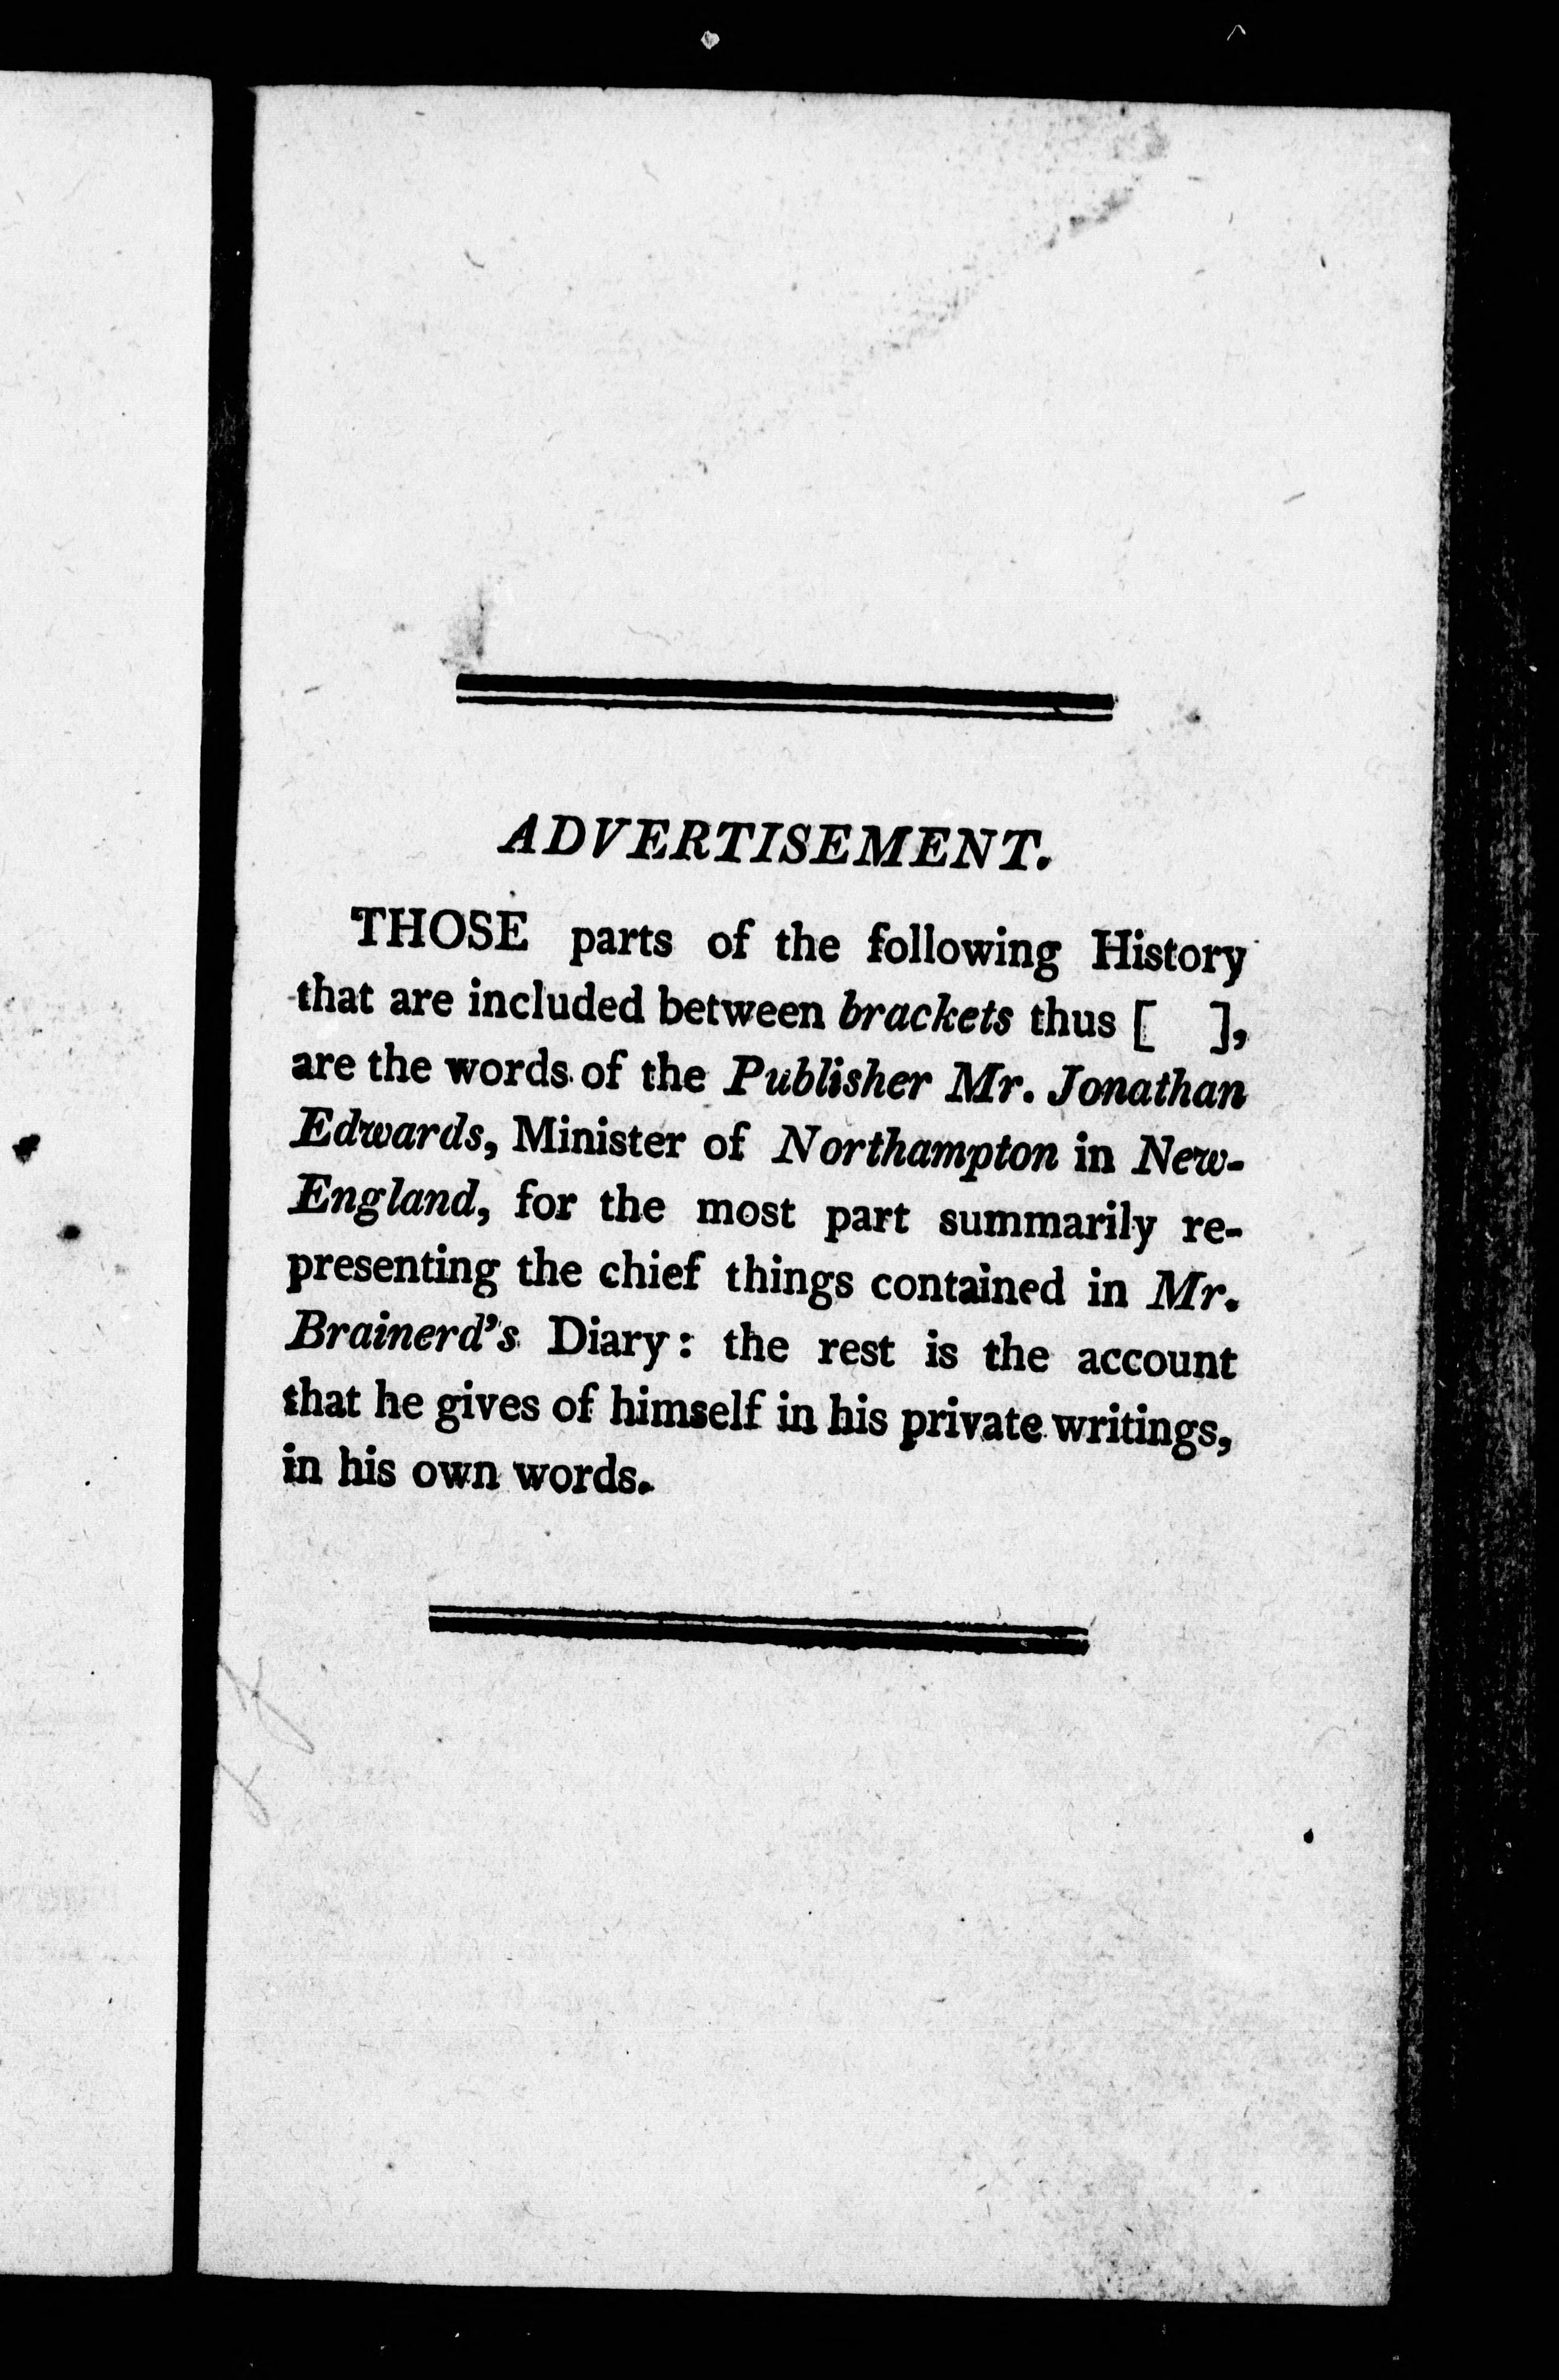 ADVERTISEMENT.
THOSE parts of the following History
that are included between brackets thus [ ],
are the words of the Publisher Mr. Jonathan
Edwards, Minister of Northampton in New-
England, for the most part summarily re-
presenting the chief things contained in Mr.
Brainerd's Diary: the rest is the account
that he gives of himself in his private writings,
in his own words.